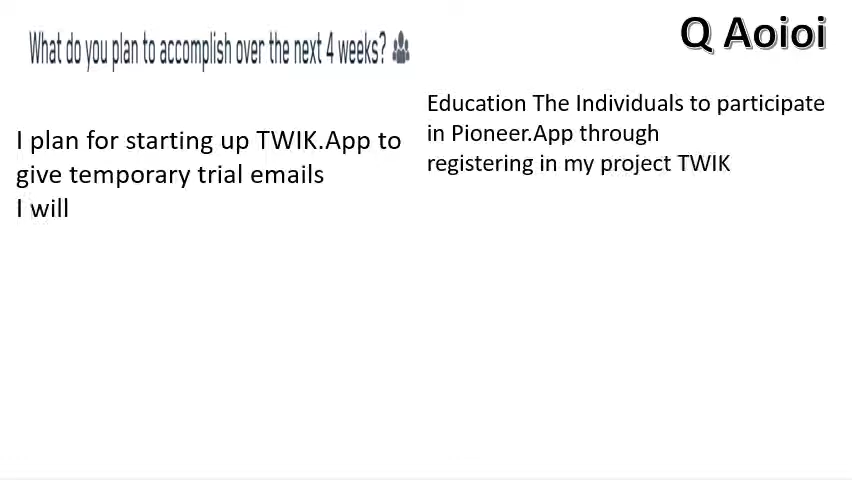 What do you plan to accomplish over the next 4 weeks?
Q Aoioi
I plan for starting up TWIK.App to
give temporary trial emails
I will
Education The Individuals to participate
in Pioneer.App through
registering in my project TWIK